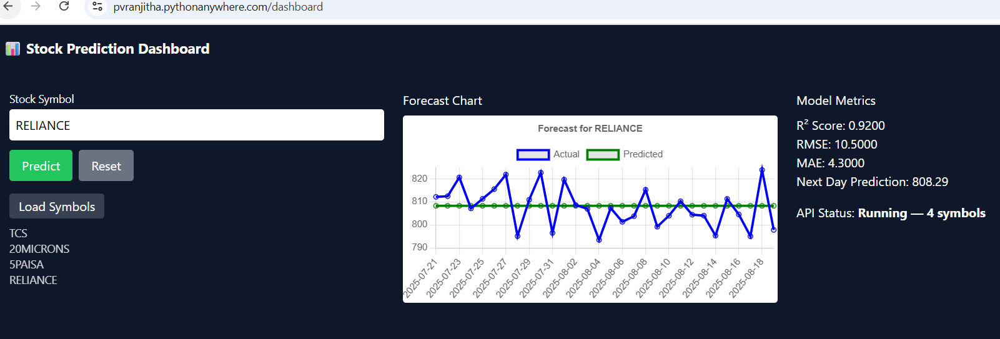 pvranjitha.pythonanywhere.com/dashboard
Stock Prediction Dashboard
Stock Symbol
RELIANCE
Predict Reset
Load Symbols
TCS
20MICRONS
5PAISA
RELIANCE
Forecast Chart
Forecast for RELIANCE
Actual Predicted
820
810
800
790
2025-07-21 2025-07-23 2025-07-25 2025-07-27 2025-07-29 2025-07-31 2025-08-02 2025-08-04 2025-08-06 2025-08-08 2025-08-10 2025-08-12 2025-08-14 2025-08-16 2025-08-18
Model Metrics
R² Score: 0.9200
RMSE: 10.5000
MAE: 4.3000
Next Day Prediction: 808.29
API Status: Running — 4 symbols